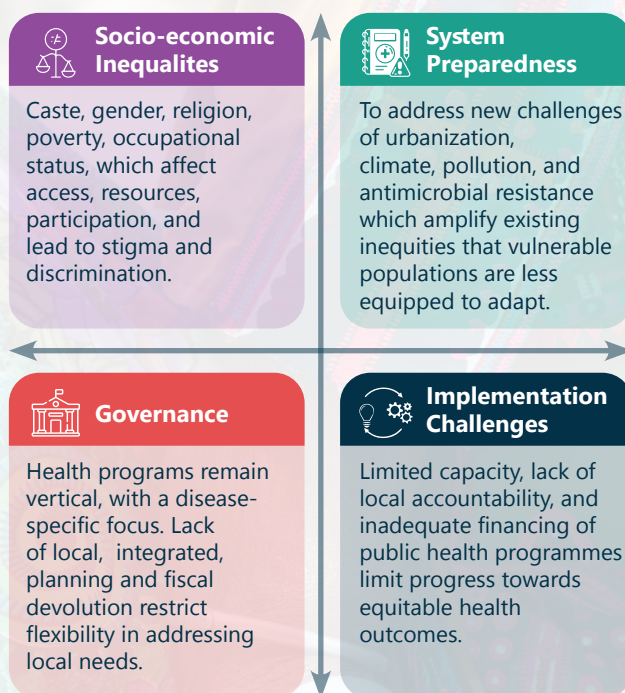 Socio-economic
Inequalites
Caste, gender, religion,
poverty, occupational
status, which affect
access, resources,
participation, and
lead to stigma and
discrimination.
System
Preparedness
To address new challenges
of urbanization,
climate, pollution, and
antimicrobial resistance
which amplify existing
inequities that vulnerable
populations are less
equipped to adapt.
Governance
Health programs remain
vertical, with a disease-
specific focus. Lack
of local, integrated,
planning and fiscal
devolution restrict
flexibility in addressing
local needs.
Implementation
Challenges
Limited capacity, lack of
local accountability, and
inadequate financing of
public health programmes
limit progress towards
equitable health
outcomes.